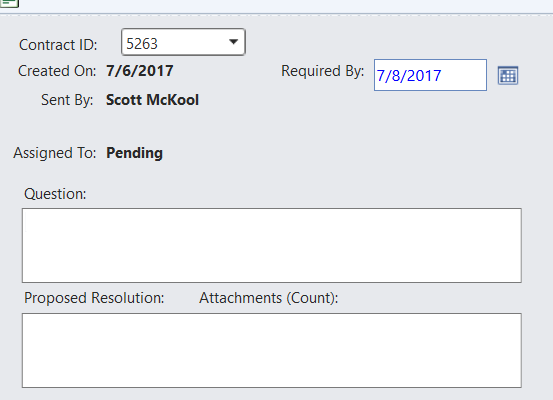 Contract ID: 5263
Created On: 7/6/2017 Required By: 7/8/2017
Sent By: Scott McKool
Assigned To: Pending
Question:
Proposed Resolution: Attachments (Count):